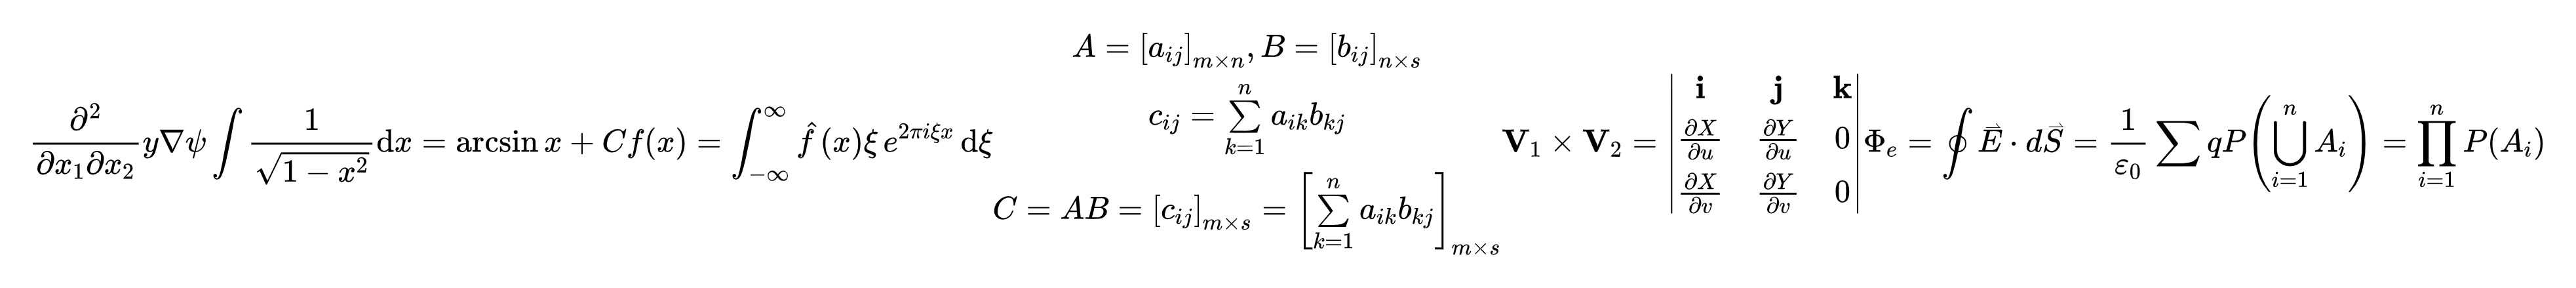 \frac{\partial^2}{\partial x_1 \partial x_2} y \nabla \psi \int \frac{1}{\sqrt{1-x^2}} \mathrm{d}x = \arcsin x + C f(x) = \int_{-\infty}^{\infty} \hat{f}(x) \xi e^{2\pi i \xi x} \, \mathrm{d}\xi
A = [a_{ij}]_{m \times n}, B = [b_{ij}]_{n \times s}
c_{ij} = \sum_{k=1}^{n} a_{ik} b_{kj}
C = AB = [c_{ij}]_{m \times s} = \left[ \sum_{k=1}^{n} a_{ik} b_{kj} \right]_{m \times s}
\mathbf{V}_1 \times \mathbf{V}_2 = \begin{vmatrix} \mathbf{i} & \mathbf{j} & \mathbf{k} \\ \frac{\partial X}{\partial u} & \frac{\partial Y}{\partial u} & 0 \\ \frac{\partial X}{\partial v} & \frac{\partial Y}{\partial v} & 0 \end{vmatrix} \Phi_e = \oint \vec{E} \cdot d\vec{S} = \frac{1}{\varepsilon_0} \sum q P \left( \bigcup_{i=1}^{n} A_i \right) = \prod_{i=1}^{n} P(A_i)